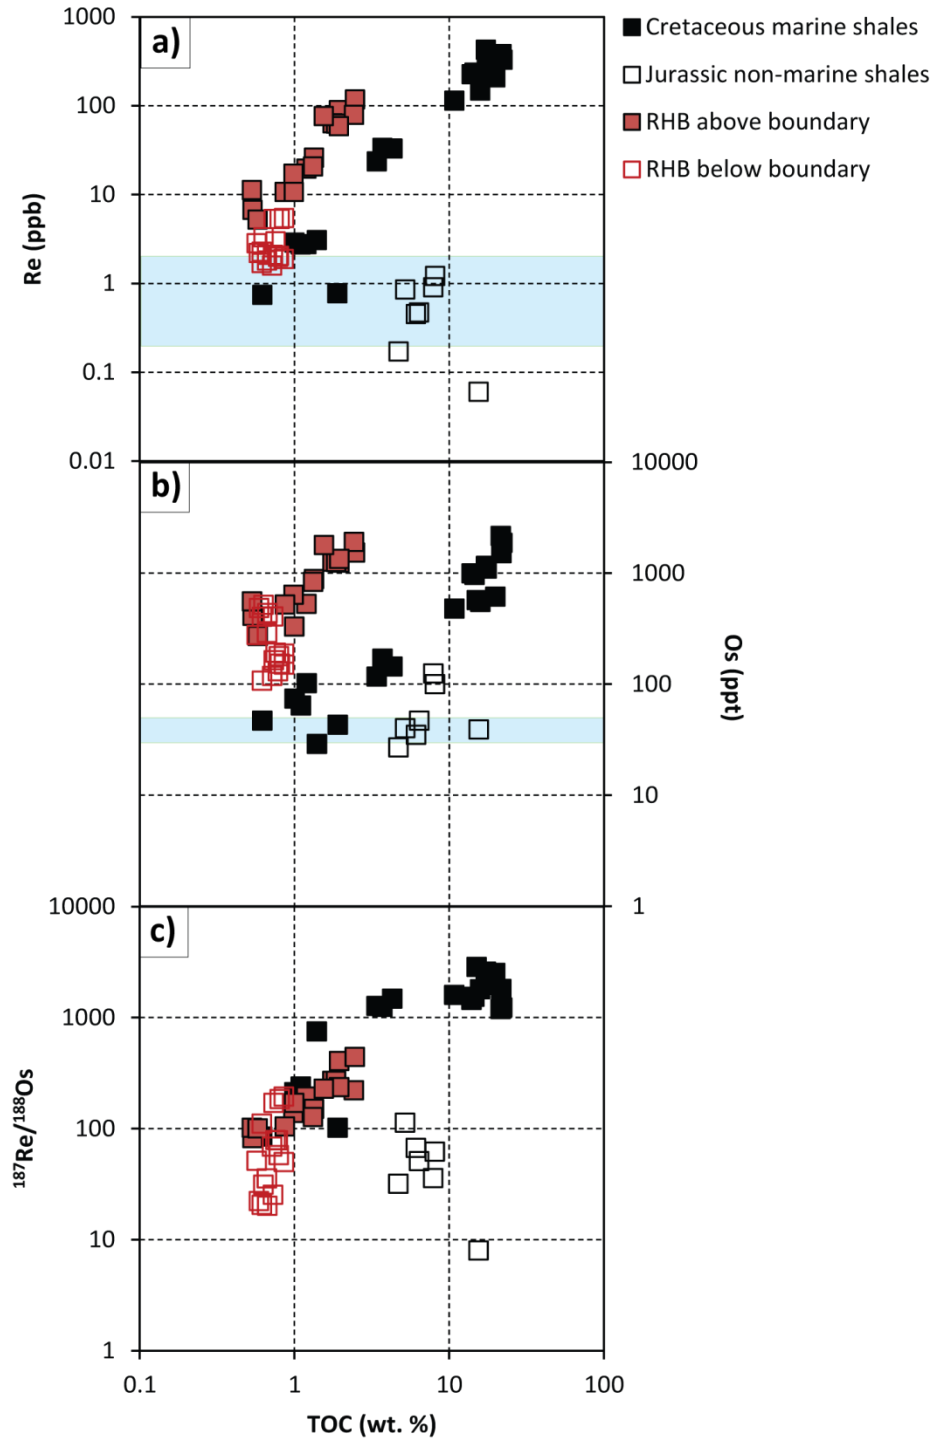 a)
1000
100
10
1
0.1
0.01
Re (ppb)
Cretaceous marine shales
Jurassic non-marine shales
RHB above boundary
RHB below boundary
b)
10000
1000
100
10
1
Os (ppt)
c)
10000
1000
100
10
1
187Re/188Os
0.1
1
10
100
TOC (wt. %)